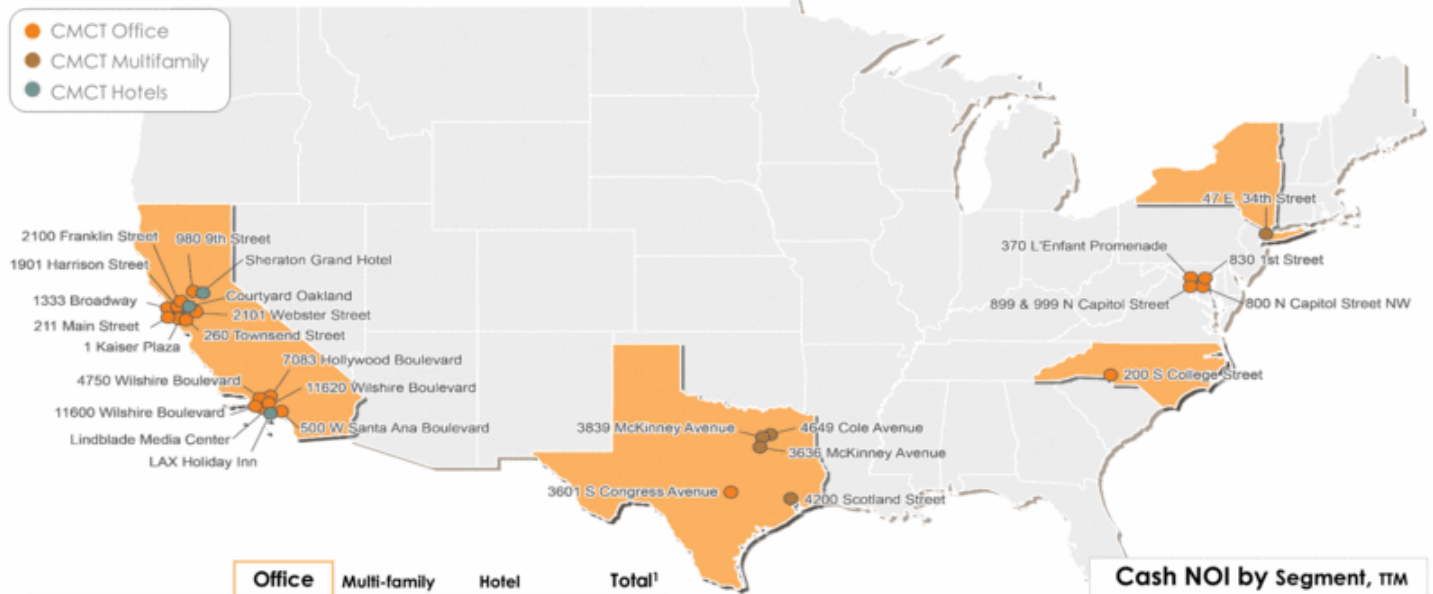 CMCT Office
CMCT Multifamily
CMCT Hotels
47 E. 34th Street
2100 Franklin Street
980 9th Street
370 L'Enfant Promenade
Sheraton Grand Hotel
830 1st Street
1901 Harrison Street
Courtyard Oakland
1333 Broadway
899 & 999 N Capitol Street
800 N Capitol Street NW
2101 Webster Street
211 Main Street
260 Townsend Street
1 Kaiser Plaza
7083 Hollywood Boulevard
200 S College Street
4750 Wilshire Boulevard
11620 Wilshire Boulevard
11600 Wilshire Boulevard
500 W. Santa Ana Boulevard
3839 McKinney Avenue
4649 Cole Avenue
Lindblade Media Center
3636 McKinney Avenue
LAX Holiday Inn
3601 S Congress Avenue
4200 Scotland Street
Office Multi-family Hotel Total¹
Cash NOI by Segment, TTM